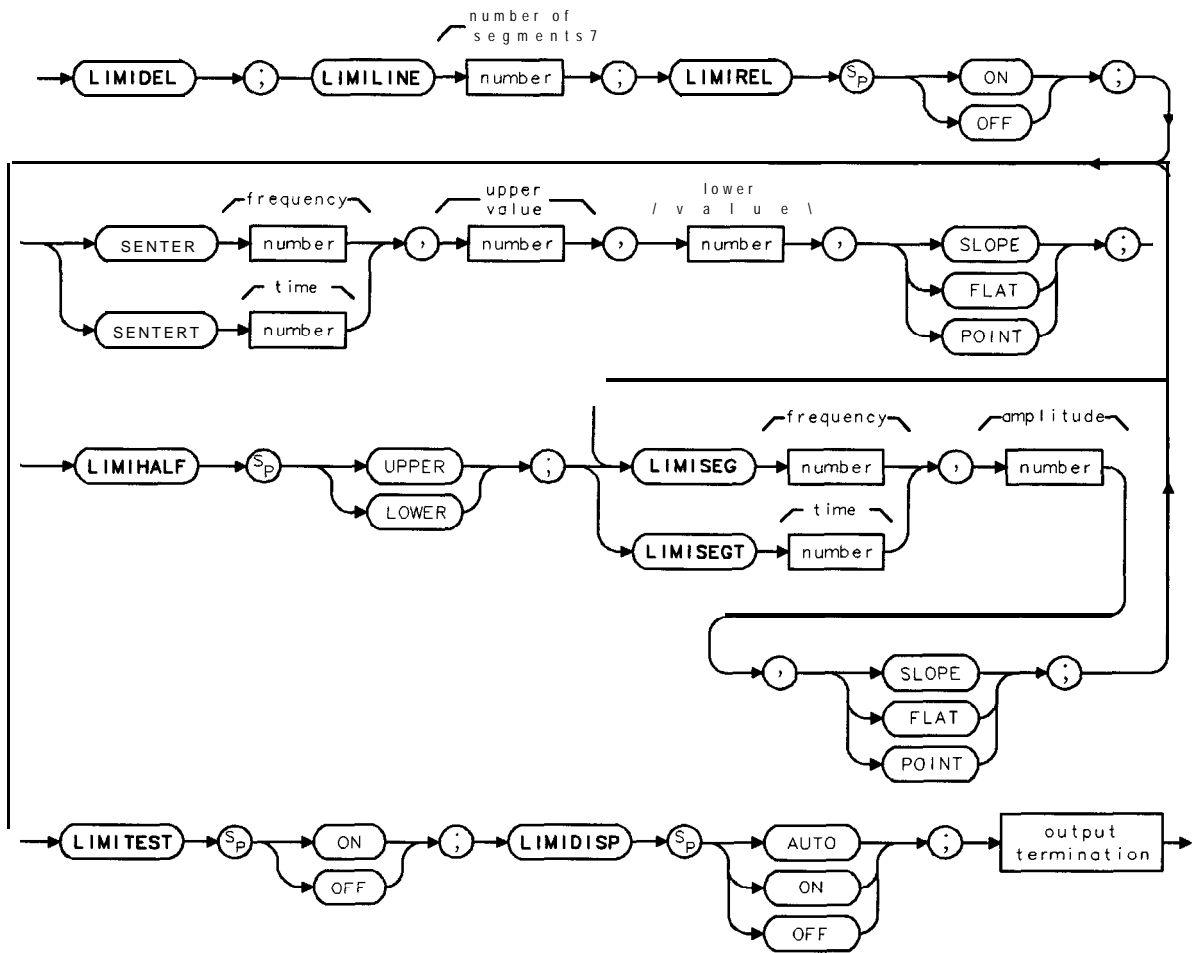 number of
segments7
LIMIDEL ; LIMILINE number ; LIMIREL SP ON ;
OFF
frequency upper lower
value / value \
SENTER number , number , number , SLOPE ;
FLAT
time
SENTERT number POINT
frequency amplitude
LIMIHALF SP UPPER ; LIMISEG number , number
LOWER
time
LIMISEGT number
, SLOPE ;
FLAT
POINT
LIMITEST SP ON ; LIMIDISP SP AUTO ; output
termination
OFF ON
OFF